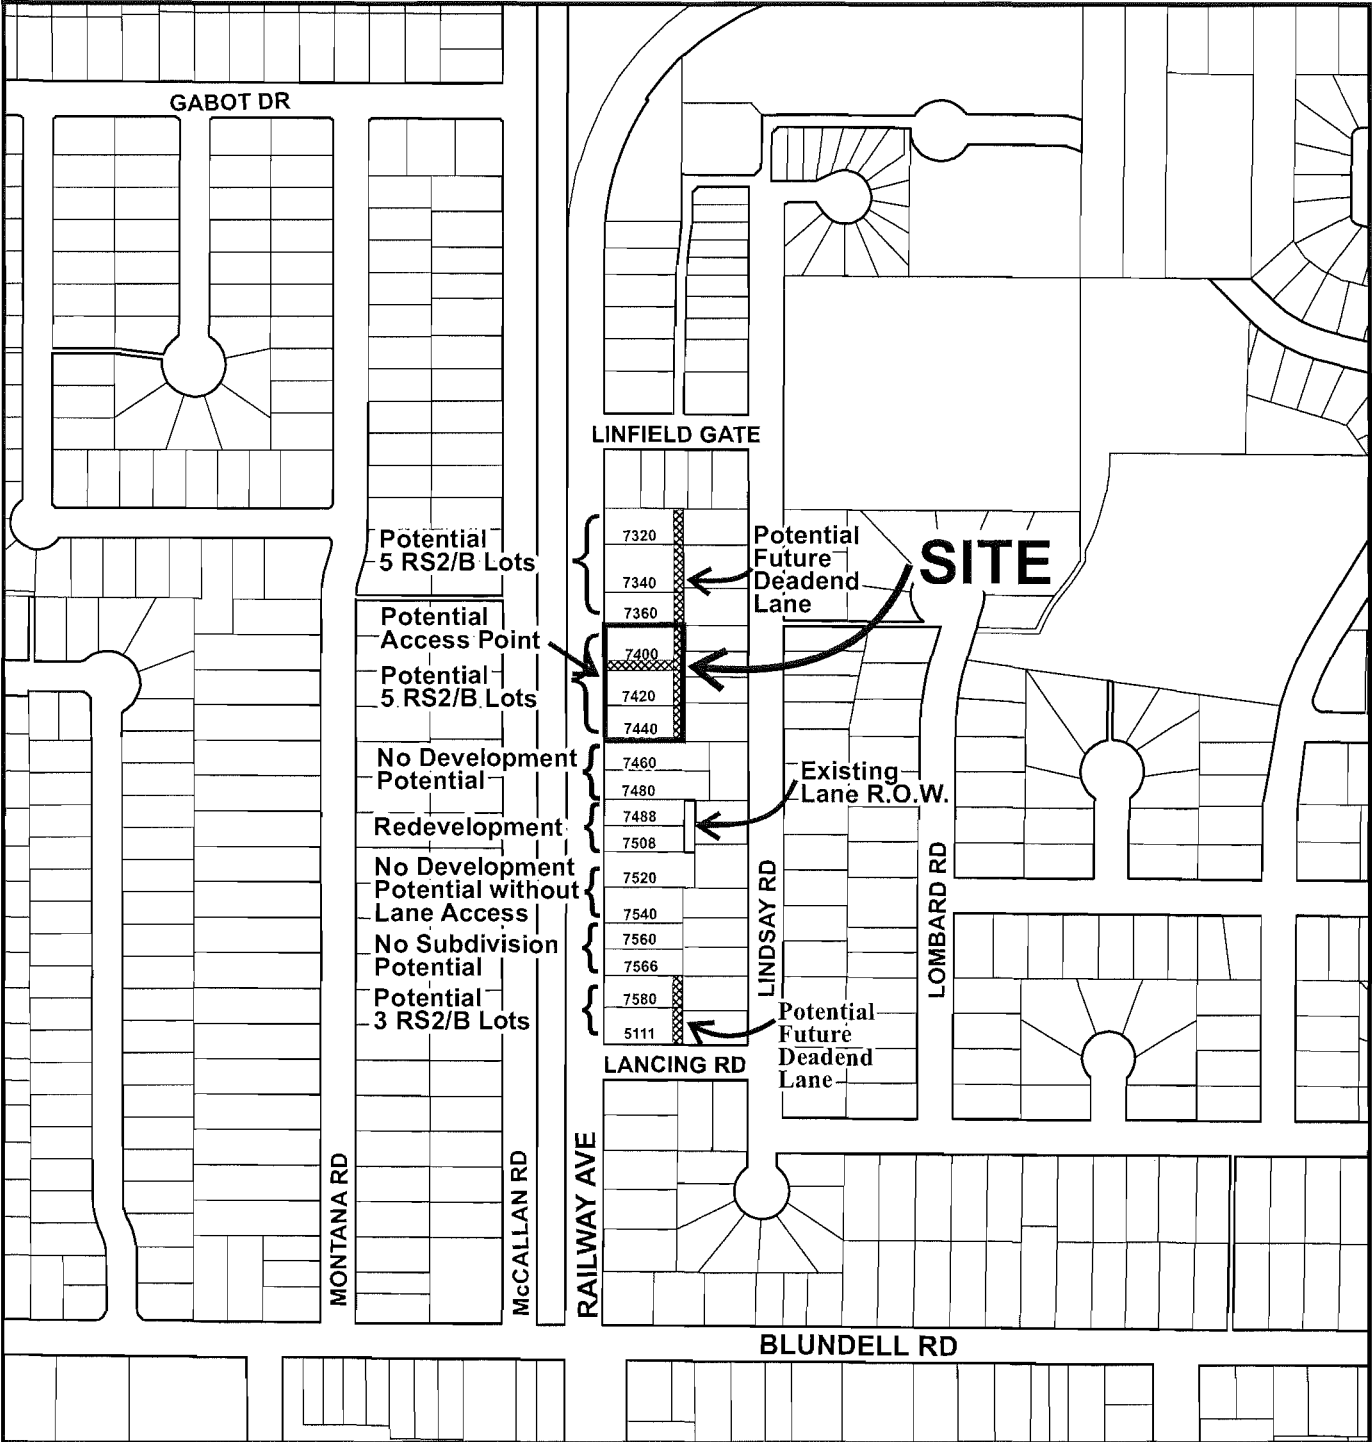 GABOT DR
LINFIELD GATE
Potential
5 RS2/B Lots
7320
7340
7360
Potential
Future
Deadend
Lane
SITE
Potential
Access Point
Potential
5 RS2/B Lots
7400
7420
7440
No Development
Potential
7460
7480
Existing
Lane R.O.W.
Redevelopment
7488
7508
No Development
Potential without
Lane Access
7520
7540
No Subdivision
Potential
7560
7566
Potential
3 RS2/B Lots
7580
5111
Potential
Future
Deadend
Lane
LANCING RD
LINDSAY RD
LOMBARD RD
MONTANA RD
McCALLAN RD
RAILWAY AVE
BLUNDELL RD